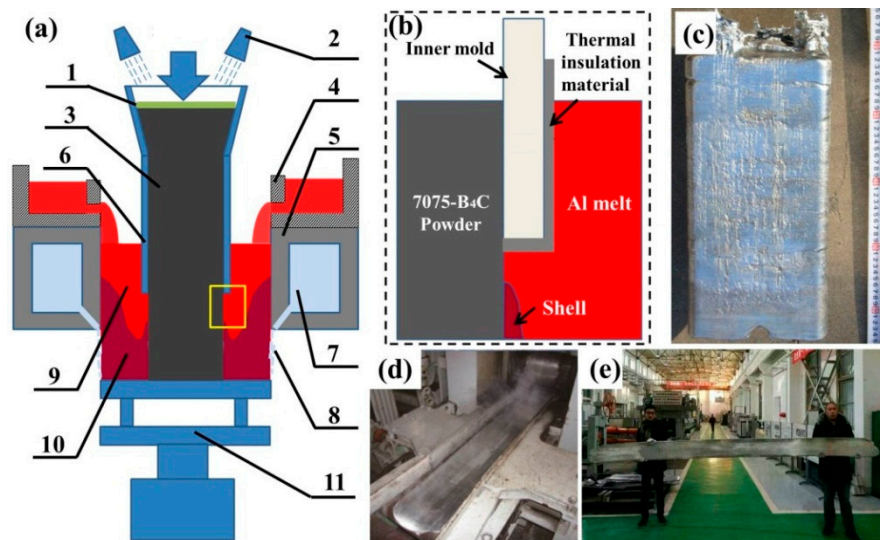 (a)
1
2
3
4
5
6
7
8
9
10
11
(b)
Inner mold
Thermal
insulation
material
7075-B₄C
Powder
Al melt
Shell
(c)
(d)
(e)